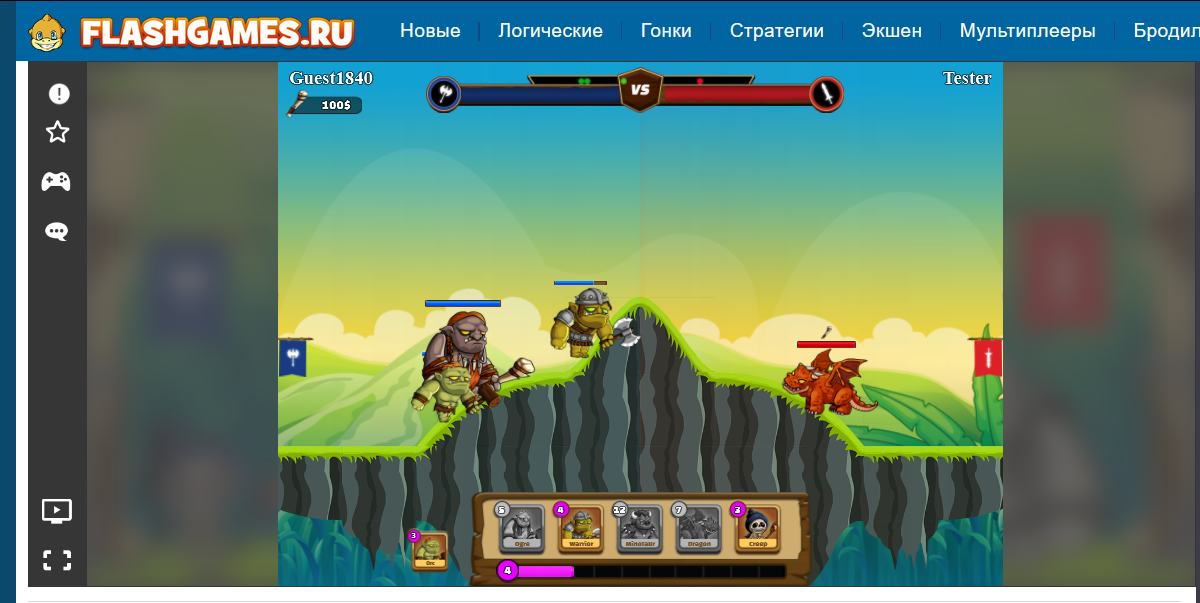 FLASHGAMES.RU
Новые
Логические
Гонки
Стратегии
Экшен
Мультиплееры
Бродил
Guest1840
100$
VS
Tester
5
Ogre
4
Warrior
12
Minotaur
7
Dragon
3
Creep
3
Orc
4